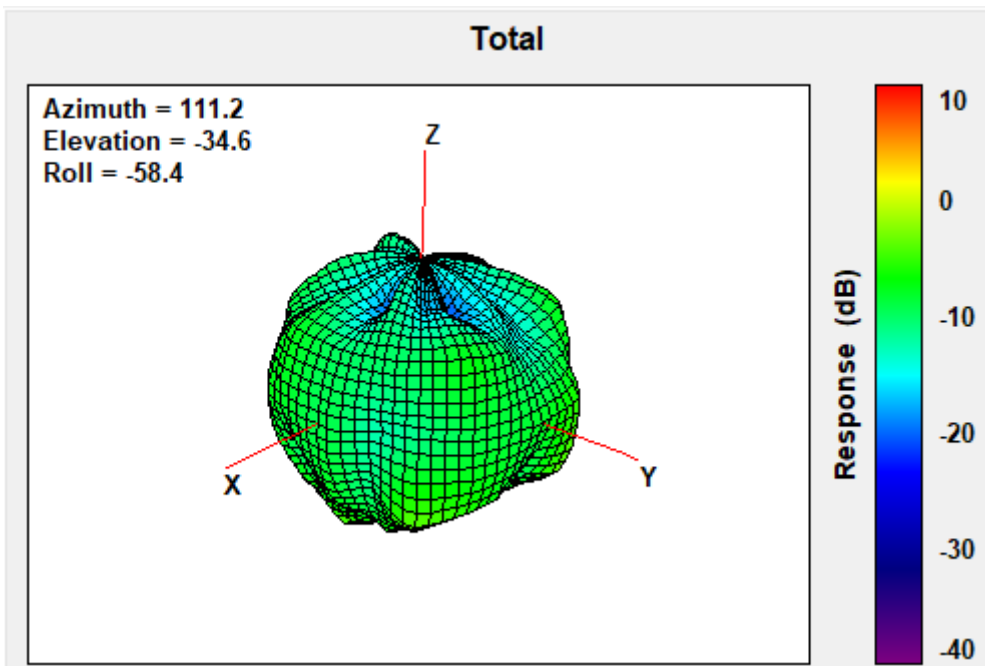 Total
Azimuth = 111.2
Elevation = -34.6
Roll = -58.4
Z
X
Y
10
0
-10
-20
-30
-40
Response (dB)